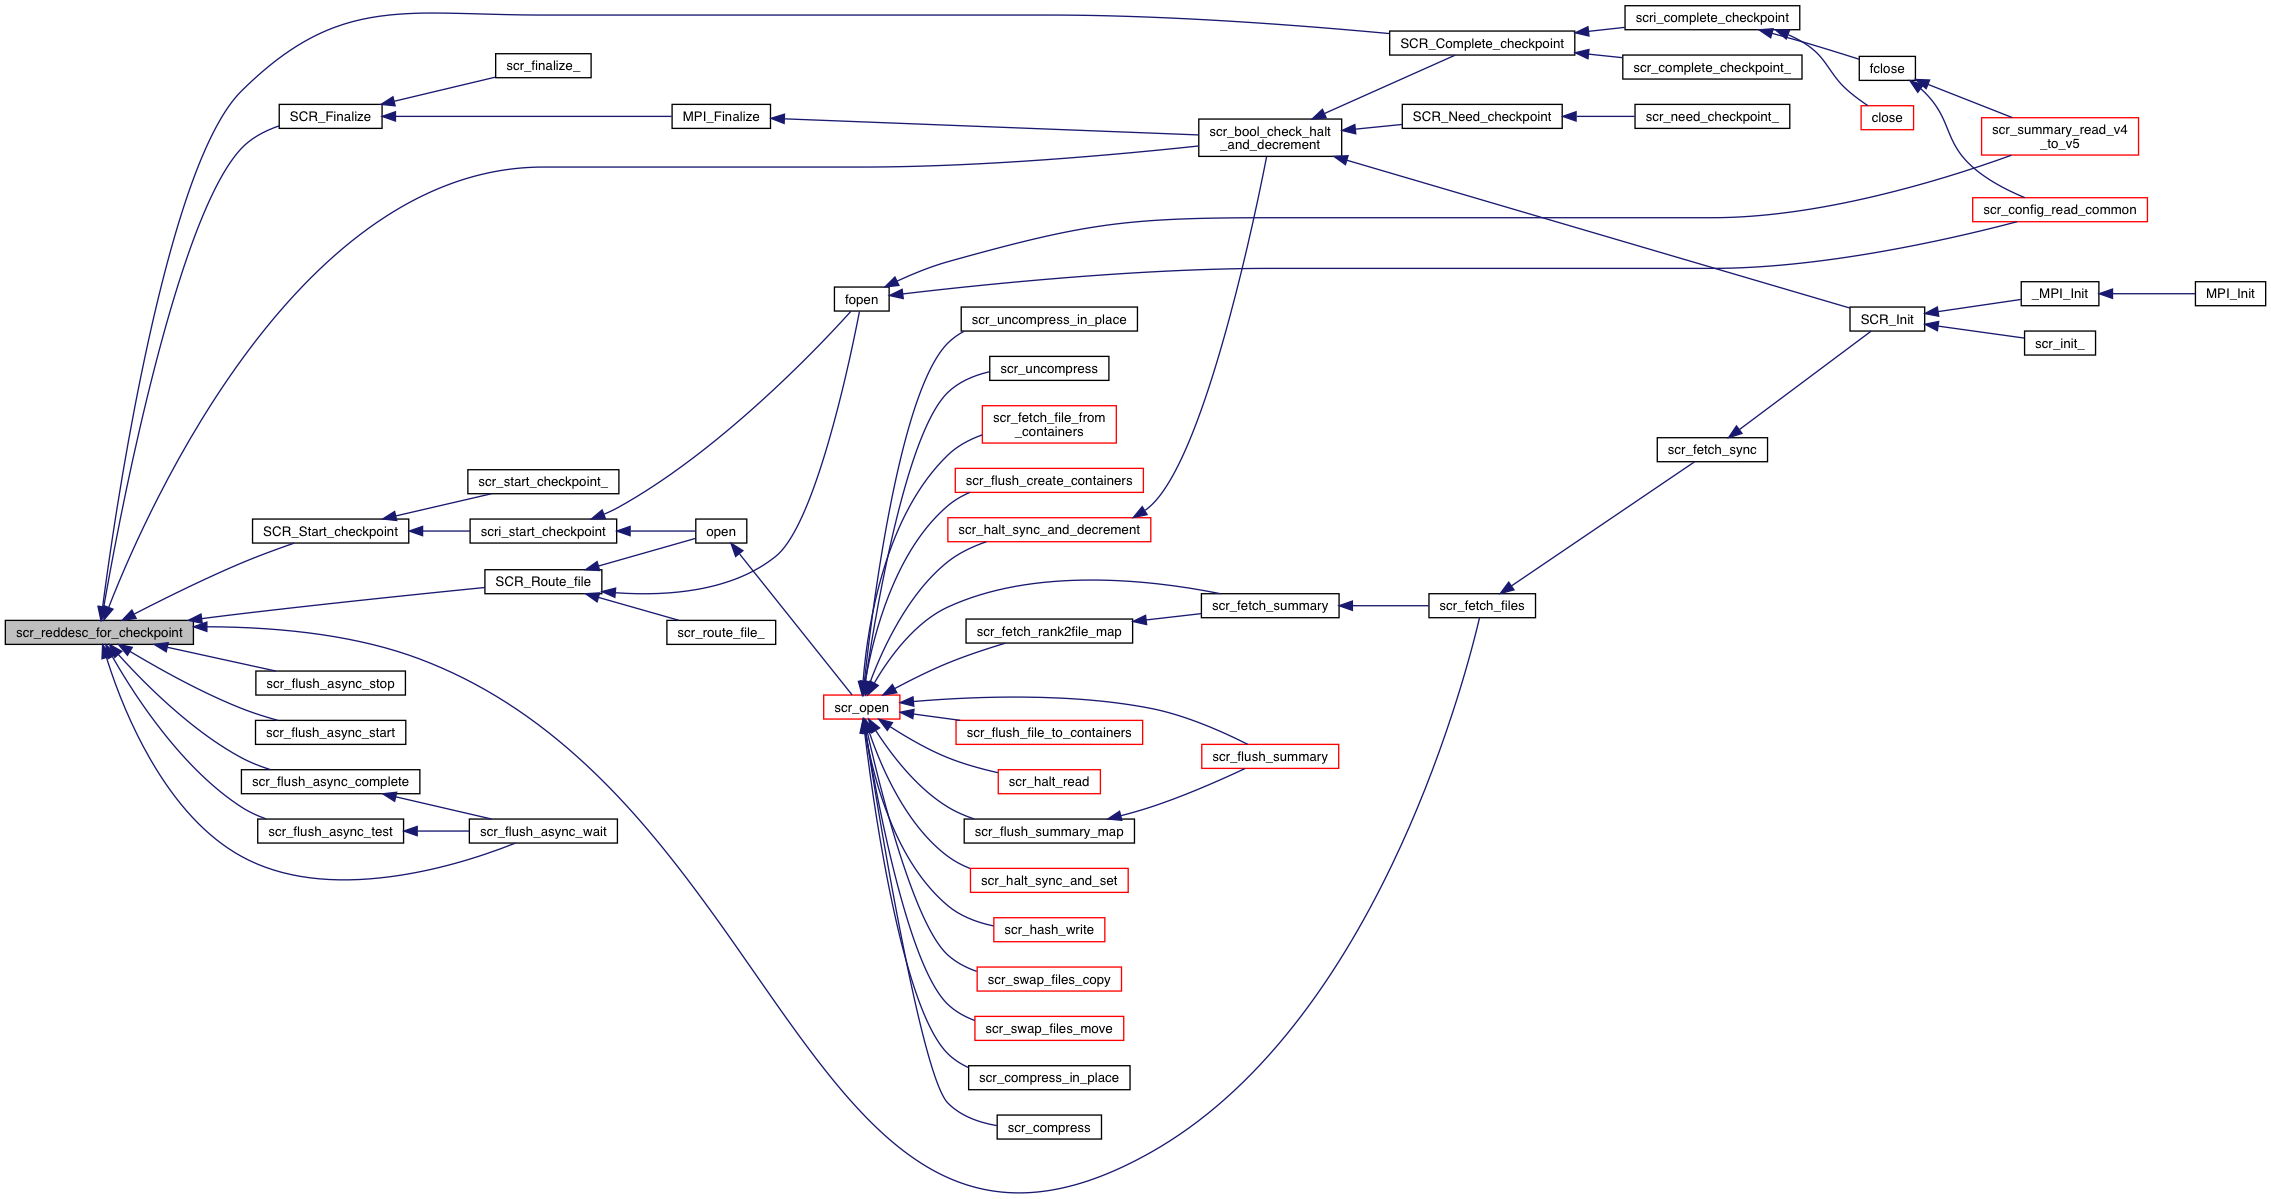 scri_complete_checkpoint
SCR_Complete_checkpoint
scr_finalize_
scr_complete_checkpoint_
fclose
SCR_Finalize
MPI_Finalize
SCR_Need_checkpoint
scr_need_checkpoint_
close
scr_bool_check_halt
_and_decrement
scr_summary_read_v4
_to_v5
scr_config_read_common
fopen
_MPI_Init
MPI_Init
scr_uncompress_in_place
SCR_Init
scr_init_
scr_uncompress
scr_fetch_file_from
_containers
scr_fetch_sync
scr_start_checkpoint_
scr_flush_create_containers
SCR_Start_checkpoint
scri_start_checkpoint
open
scr_halt_sync_and_decrement
SCR_Route_file
scr_fetch_summary
scr_fetch_files
scr_reddesc_for_checkpoint
scr_route_file_
scr_fetch_rank2file_map
scr_flush_async_stop
scr_open
scr_flush_async_start
scr_flush_file_to_containers
scr_flush_summary
scr_flush_async_complete
scr_halt_read
scr_flush_async_test
scr_flush_async_wait
scr_flush_summary_map
scr_halt_sync_and_set
scr_hash_write
scr_swap_files_copy
scr_swap_files_move
scr_compress_in_place
scr_compress